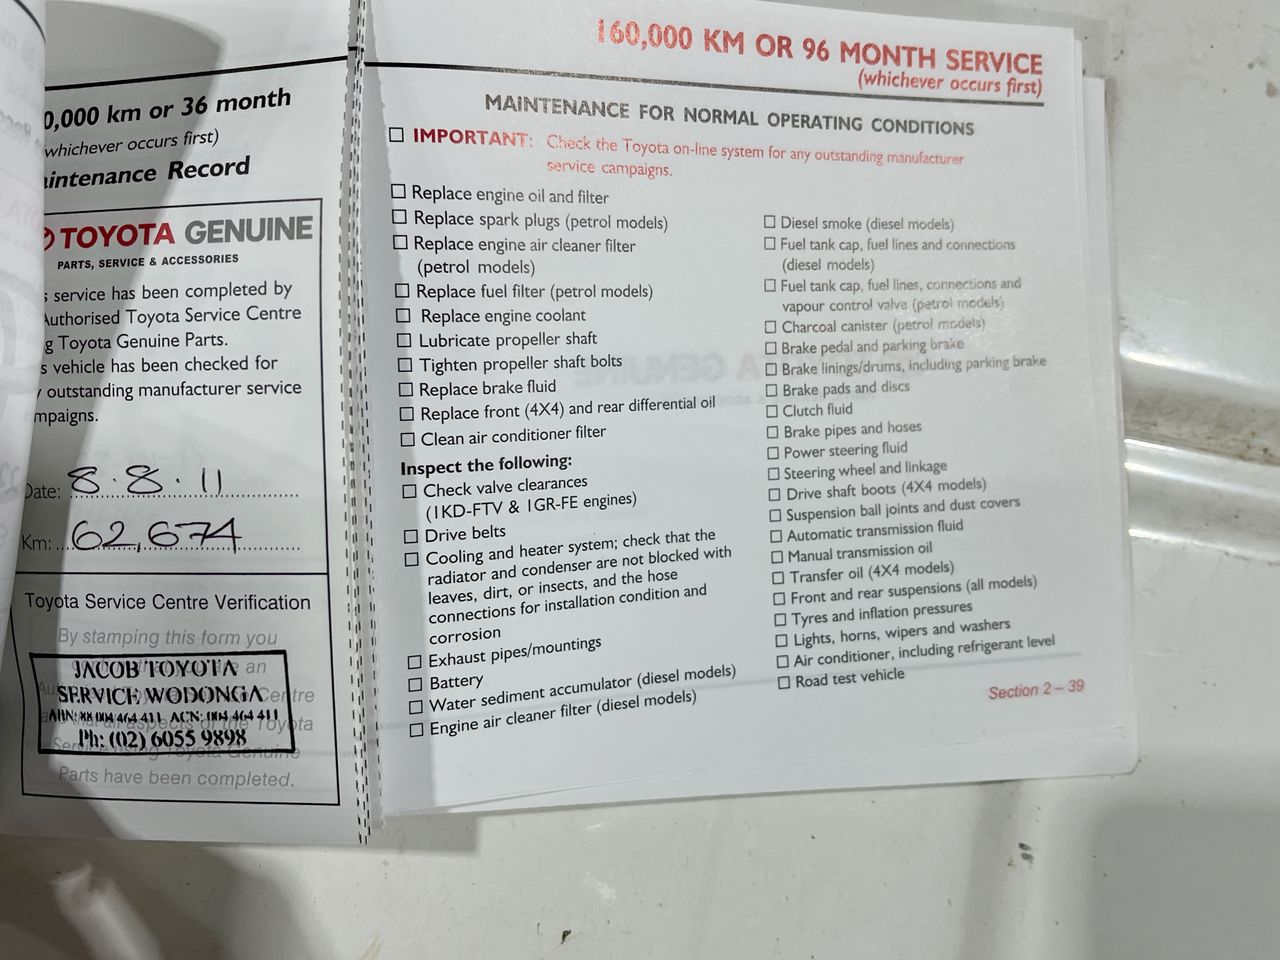 0,000 km or 36 month
whichever occurs first)
aintenance Record
TOYOTA GENUINE
PARTS, SERVICE & ACCESSORIES
s service has been completed by
Authorised Toyota Service Centre
g Toyota Genuine Parts.
s vehicle has been checked for
y outstanding manufacturer service
mpaigns.
Date: 8.8.11
Km: 62,674
Toyota Service Centre Verification
By stamping this form you
an
Centre
Toyota
Service using Toyota Genuine
Parts have been completed.
JACOB TOYOTA
SERVICE WODONGA
464 411 ACN: 004 464 411
Ph: (02) 6055 9898
160,000 KM OR 96 MONTH SERVICE
(whichever occurs first)
MAINTENANCE FOR NORMAL OPERATING CONDITIONS
IMPORTANT: Check the Toyota on-line system for any outstanding manufacturer
service campaigns.
Replace engine oil and filter
Replace spark plugs (petrol models)
Replace engine air cleaner filter
(petrol models)
Replace fuel filter (petrol models)
Replace engine coolant
Lubricate propeller shaft
Tighten propeller shaft bolts
Replace brake fluid
Replace front (4X4) and rear differential oil
Clean air conditioner filter
Inspect the following:
Check valve clearances
(1KD-FTV & 1GR-FE engines)
Drive belts
Cooling and heater system; check that the
radiator and condenser are not blocked with
leaves, dirt, or insects, and the hose
connections for installation condition and
corrosion
Exhaust pipes/mountings
Battery
Water sediment accumulator (diesel models)
Engine air cleaner filter (diesel models)
Diesel smoke (diesel models)
Fuel tank cap, fuel lines and connections
(diesel models)
Fuel tank cap, fuel lines, connections and
vapour control valve (petrol models)
Charcoal canister (petrol models)
Brake pedal and parking brake
Brake linings/drums, including parking brake
Brake pads and discs
Clutch fluid
Brake pipes and hoses
Power steering fluid
Steering wheel and linkage
Drive shaft boots (4X4 models)
Suspension ball joints and dust covers
Automatic transmission fluid
Manual transmission oil
Transfer oil (4X4 models)
Front and rear suspensions (all models)
Tyres and inflation pressures
Lights, horns, wipers and washers
Air conditioner, including refrigerant level
Road test vehicle
Section 2 – 39